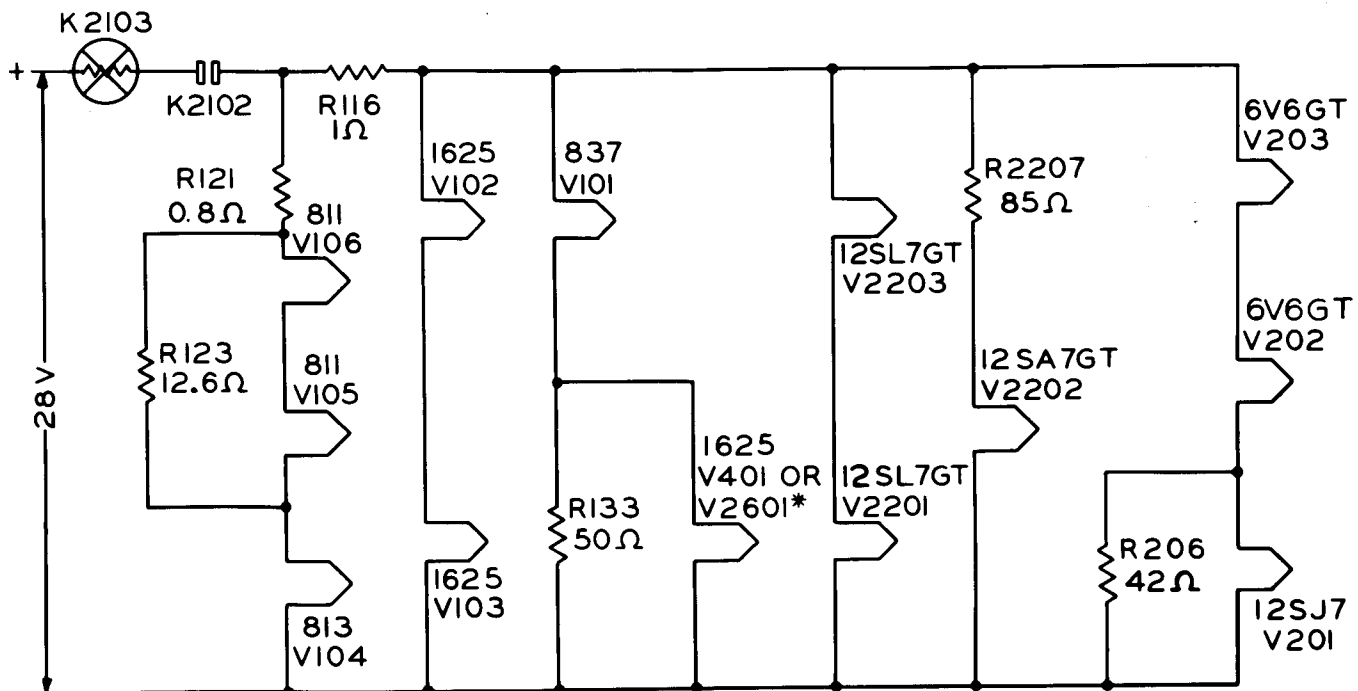 K2103
+
K2102
R116
1Ω
28V
R121
0.8Ω
811
V106
R123
12.6Ω
811
V105
813
V104
1625
V102
1625
V103
837
V101
R133
50Ω
1625
V401 OR
V2601*
12SL7GT
V2203
12SL7GT
V2201
R2207
85Ω
12SA7GT
V2202
6V6GT
V203
6V6GT
V202
R206
42Ω
12SJ7
V201